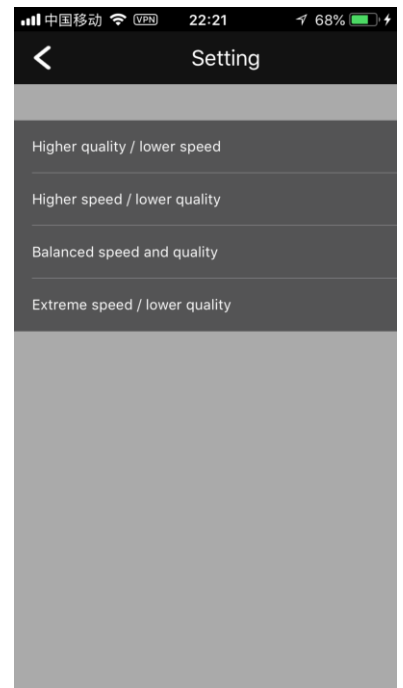 中国移动 VPN 22:21 68%
Setting
Higher quality / lower speed
Higher speed / lower quality
Balanced speed and quality
Extreme speed / lower quality